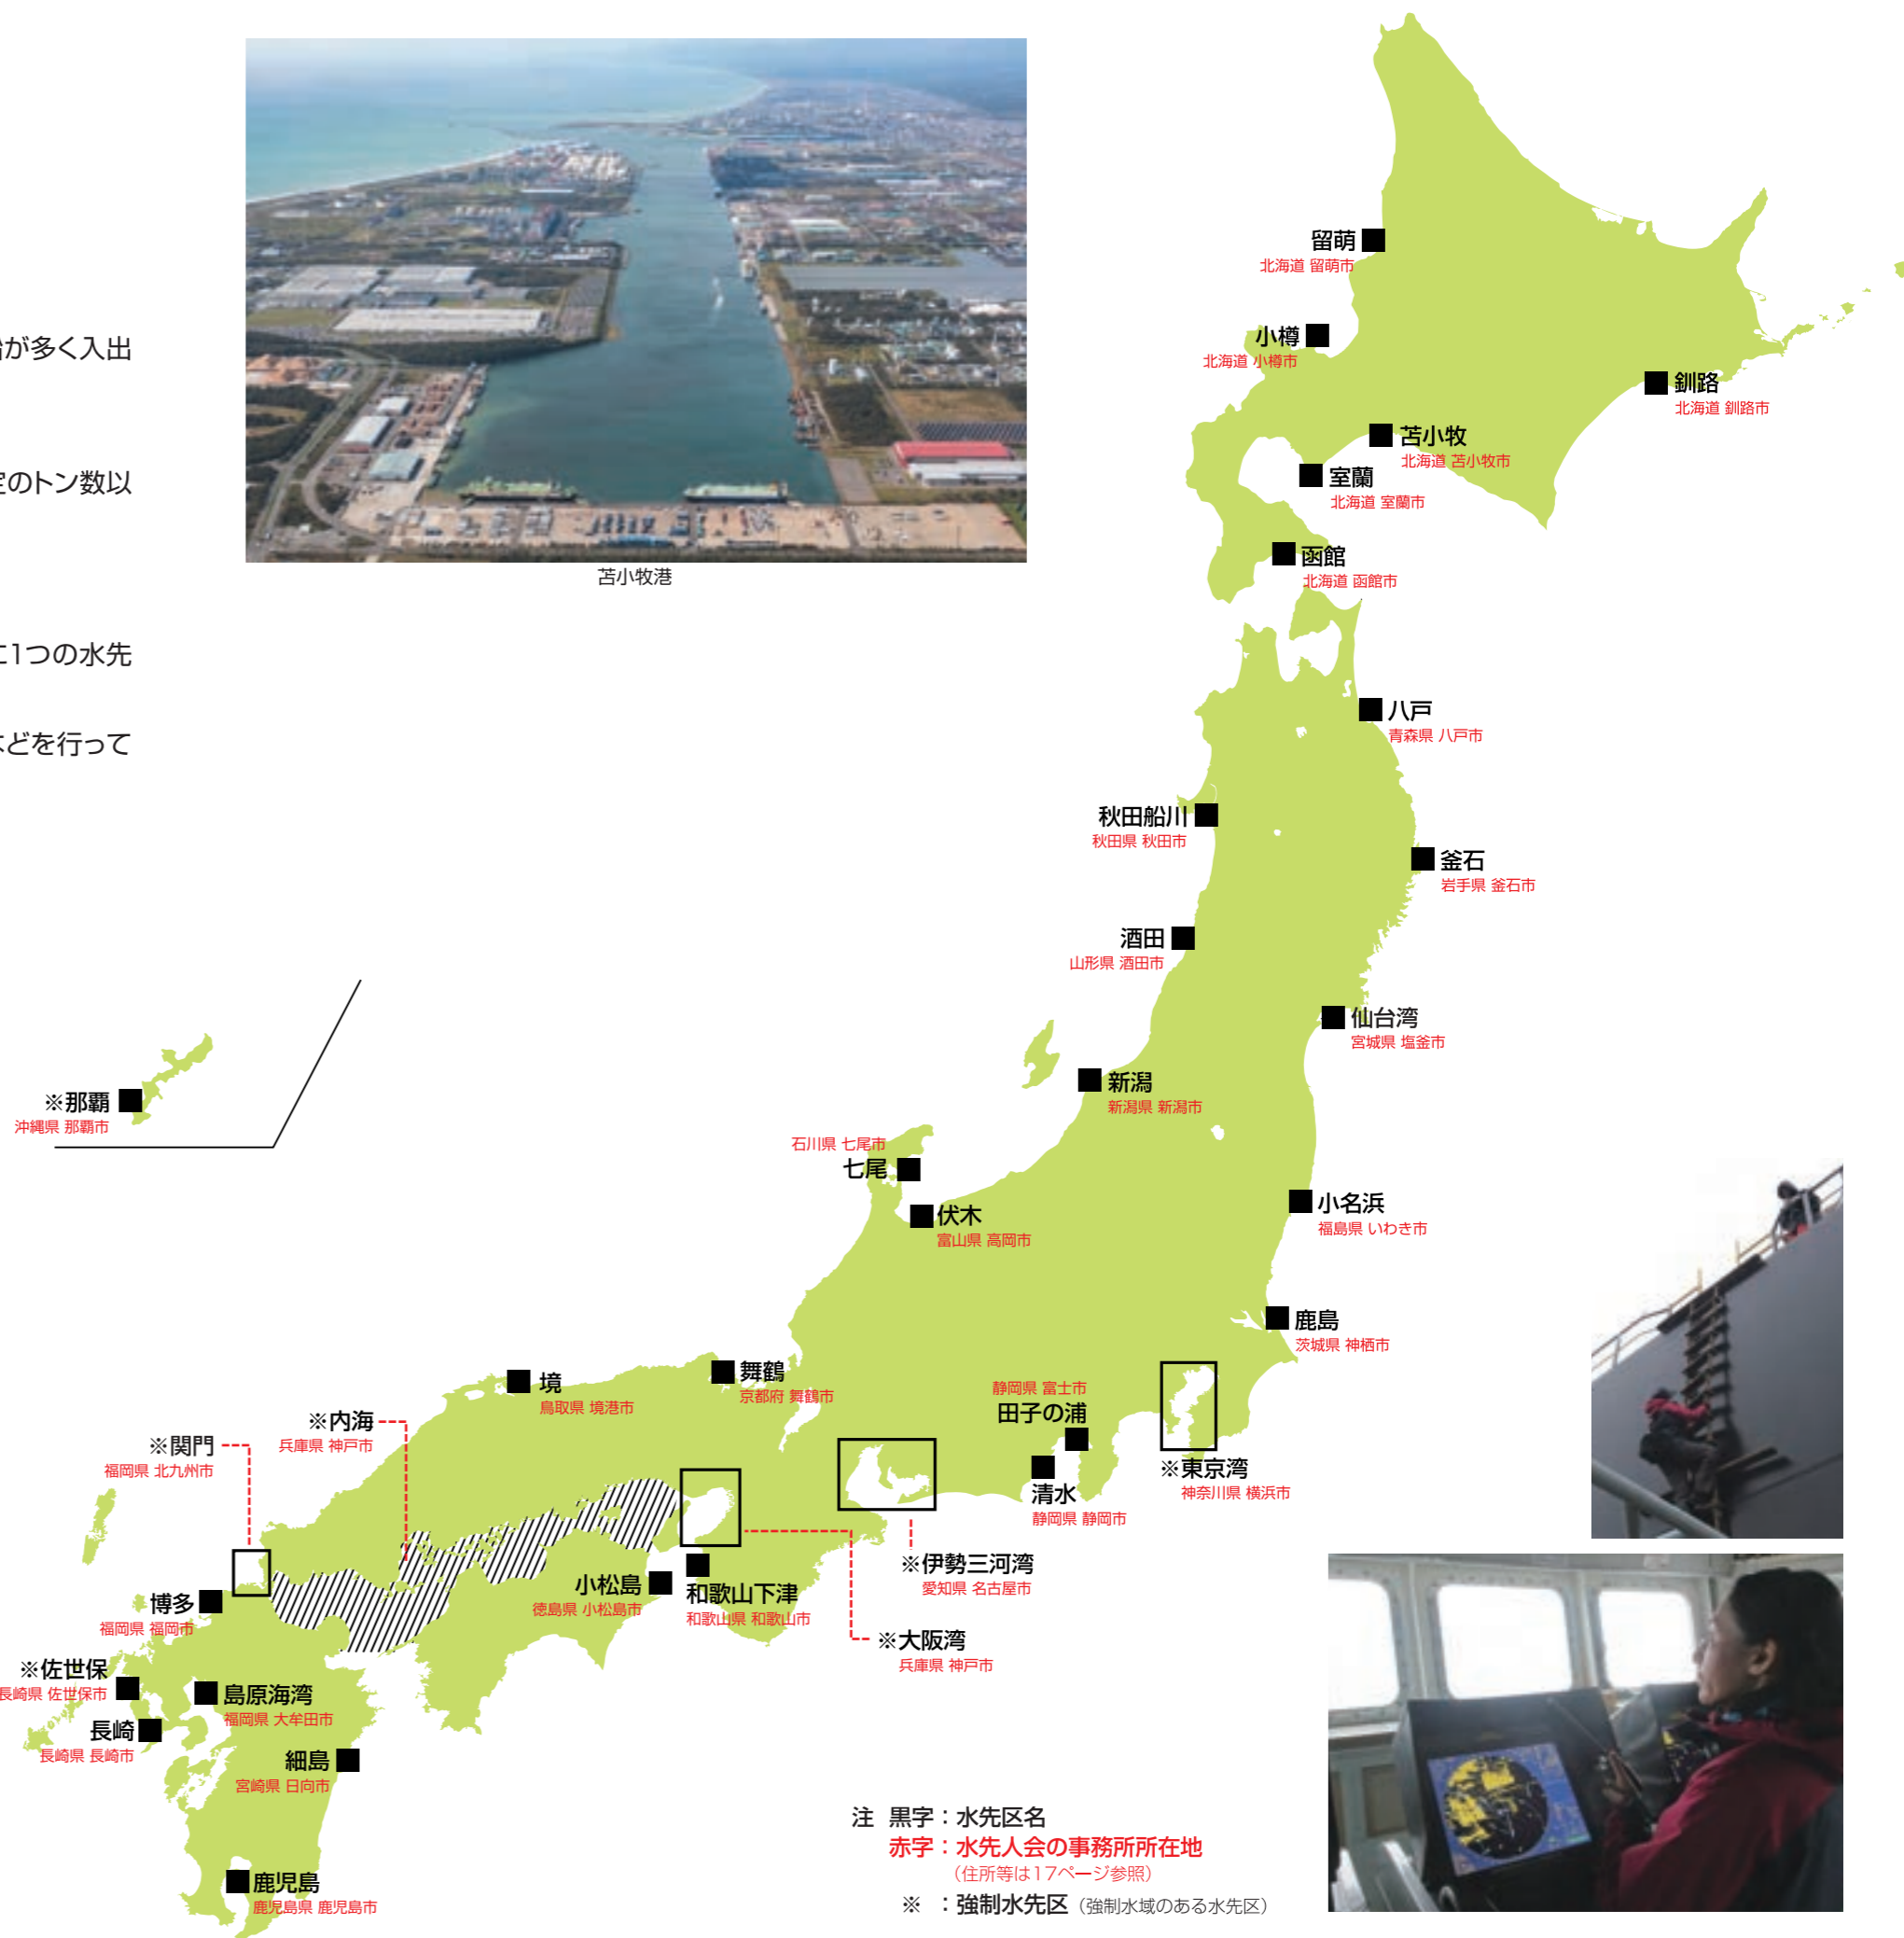 が多く入出
定のトン数以
に1つの水先
などを行って
苫小牧港
留萌
北海道 留萌市
小樽
北海道 小樽市
釧路
北海道 釧路市
苫小牧
北海道 苫小牧市
室蘭
北海道 室蘭市
函館
北海道 函館市
八戸
青森県 八戸市
秋田船川
秋田県 秋田市
釜石
岩手県 釜石市
酒田
山形県 酒田市
仙台湾
宮城県 塩釜市
新潟
新潟県 新潟市
※那覇
沖縄県 那覇市
石川県 七尾市
七尾
伏木
富山県 高岡市
小名浜
福島県 いわき市
鹿島
茨城県 神栖市
舞鶴
京都府 舞鶴市
境
鳥取県 境港市
静岡県 富士市
田子の浦
※内海
兵庫県 神戸市
※関門
福岡県 北九州市
※東京湾
神奈川県 横浜市
清水
静岡県 静岡市
※伊勢三河湾
愛知県 名古屋市
小松島
徳島県 小松島市
和歌山下津
和歌山県 和歌山市
※大阪湾
兵庫県 神戸市
博多
福岡県 福岡市
※佐世保
長崎県 佐世保市
島原海湾
福岡県 大牟田市
長崎
長崎県 長崎市
細島
宮崎県 日向市
鹿児島
鹿児島県 鹿児島市
注 黒字：水先区名
赤字：水先人会の事務所所在地
（住所等は17ページ参照）
※ ：強制水先区（強制水域のある水先区）